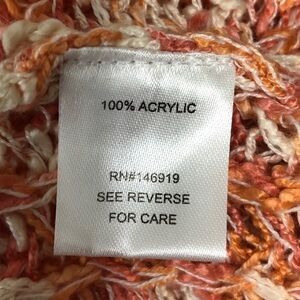 100% ACRYLIC
RN#146919
SEE REVERSE
FOR CARE